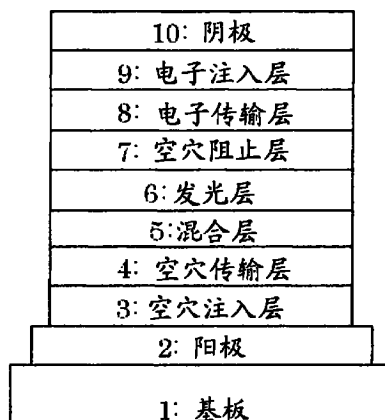 10: 阴极
9: 电子注入层
8: 电子传输层
7: 空穴阻止层
6:发光层
5:混合层
4: 空穴传输层
3: 空穴注入层
2: 阳极
1: 基板